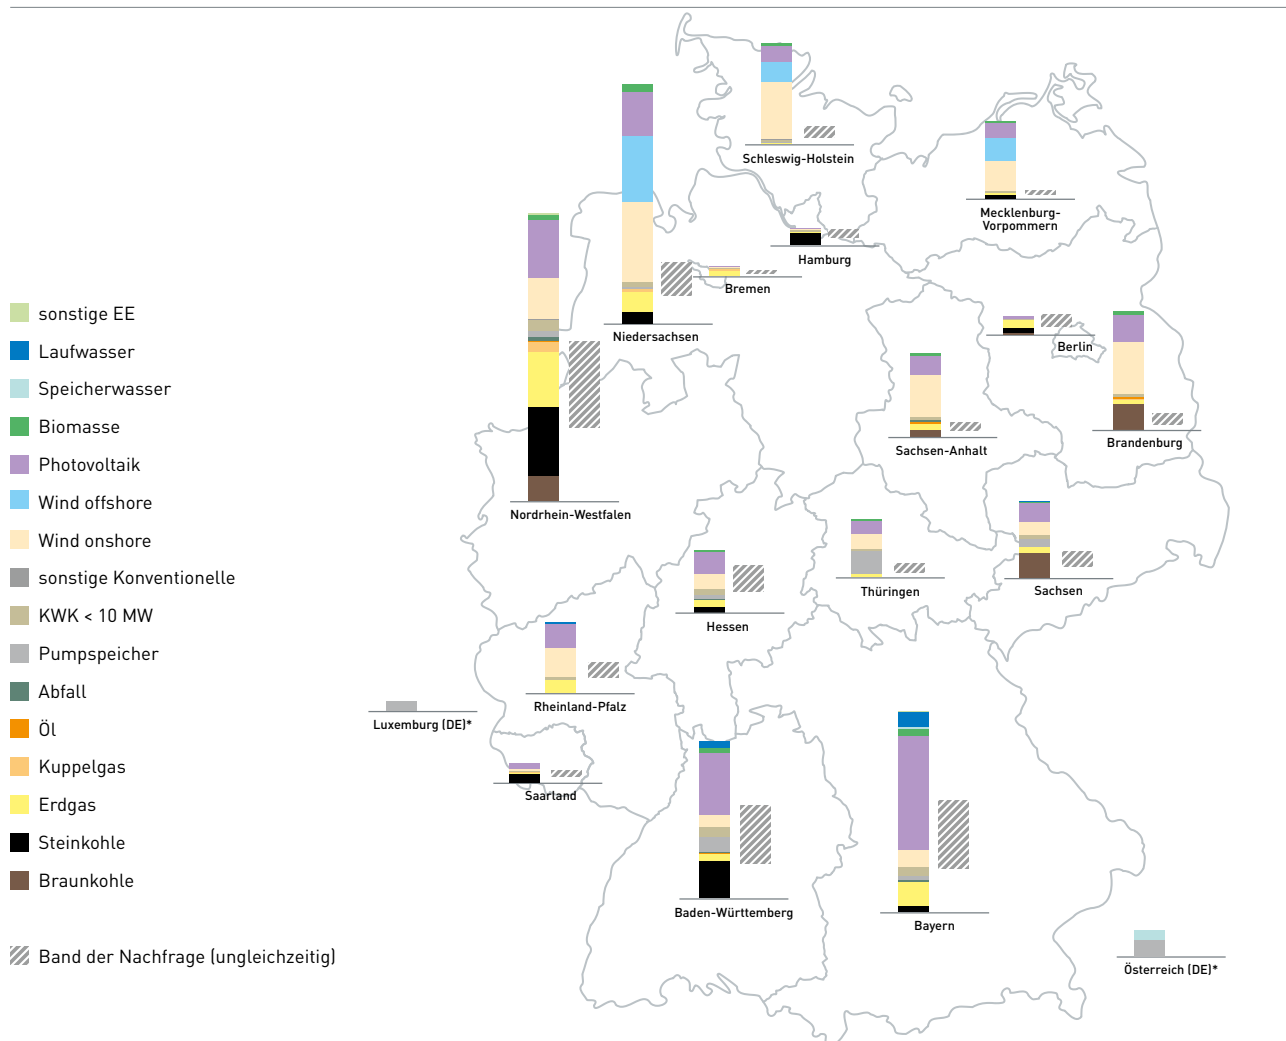 sonstige EE
Laufwasser
Speicherwasser
Biomasse
Photovoltaik
Wind offshore
Wind onshore
sonstige Konventionelle
KWK < 10 MW
Pumpspeicher
Abfall
Öl
Kuppelgas
Erdgas
Steinkohle
Braunkohle
Band der Nachfrage (ungleichzeitig)
Schleswig-Holstein
Mecklenburg-
Vorpommern
Hamburg
Bremen
Niedersachsen
Berlin
Brandenburg
Sachsen-Anhalt
Nordrhein-Westfalen
Thüringen
Sachsen
Hessen
Rheinland-Pfalz
Luxemburg (DE)*
Saarland
Baden-Württemberg
Bayern
Österreich (DE)*